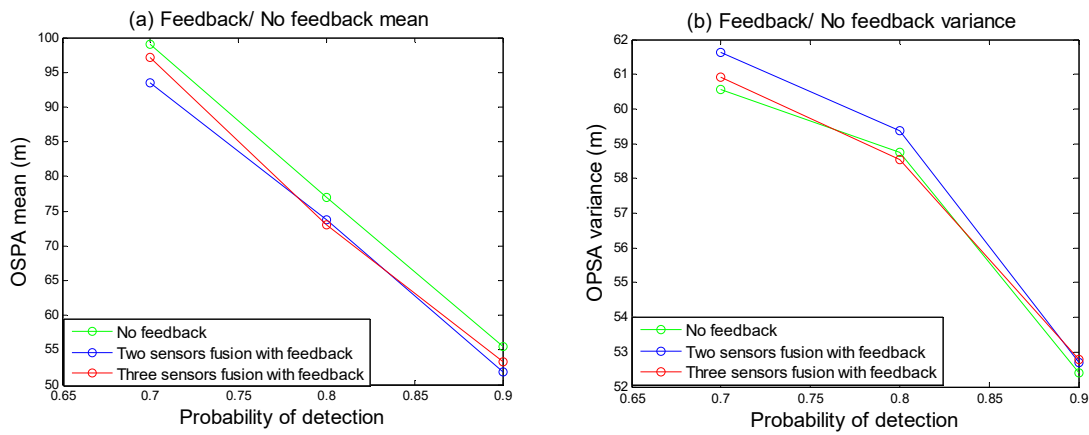 (a) Feedback/ No feedback mean
OSPA mean (m)
100
95
90
85
80
75
70
65
60
55
50
0.65
0.7
0.75
0.8
0.85
0.9
Probability of detection
No feedback
Two sensors fusion with feedback
Three sensors fusion with feedback
(b) Feedback/ No feedback variance
OPSA variance (m)
62
61
60
59
58
57
56
55
54
53
52
0.65
0.7
0.75
0.8
0.85
0.9
Probability of detection
No feedback
Two sensors fusion with feedback
Three sensors fusion with feedback